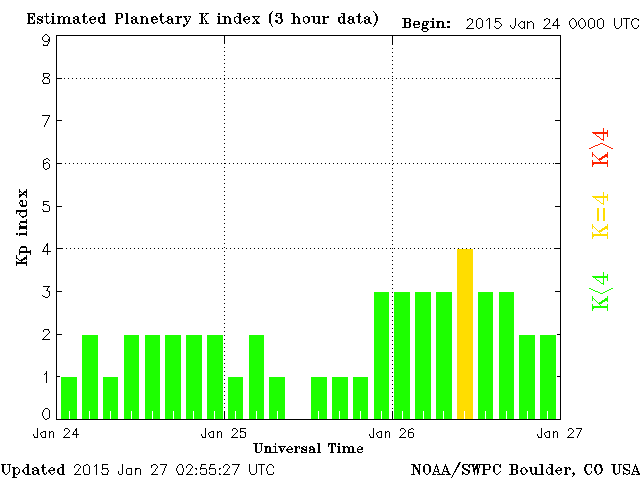 Estimated Planetary K index (3 hour data)
Begin: 2015 Jan 24 0000 UTC
9
8
7
6
5
4
3
2
1
0
Kp index
K>4
K=4
K<4
Jan 24
Jan 25
Jan 26
Jan 27
Universal Time
Updated 2015 Jan 27 02:55:27 UTC
NOAA/SWPC Boulder, CO USA